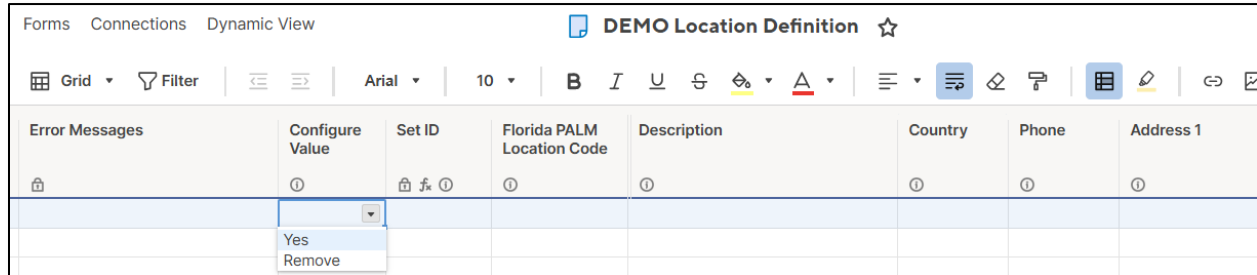 Forms Connections Dynamic View DEMO Location Definition
Grid Filter Arial 10 B I U S A
Error Messages Configure Value Set ID Florida PALM Location Code Description Country Phone Address 1
fx
Yes
Remove